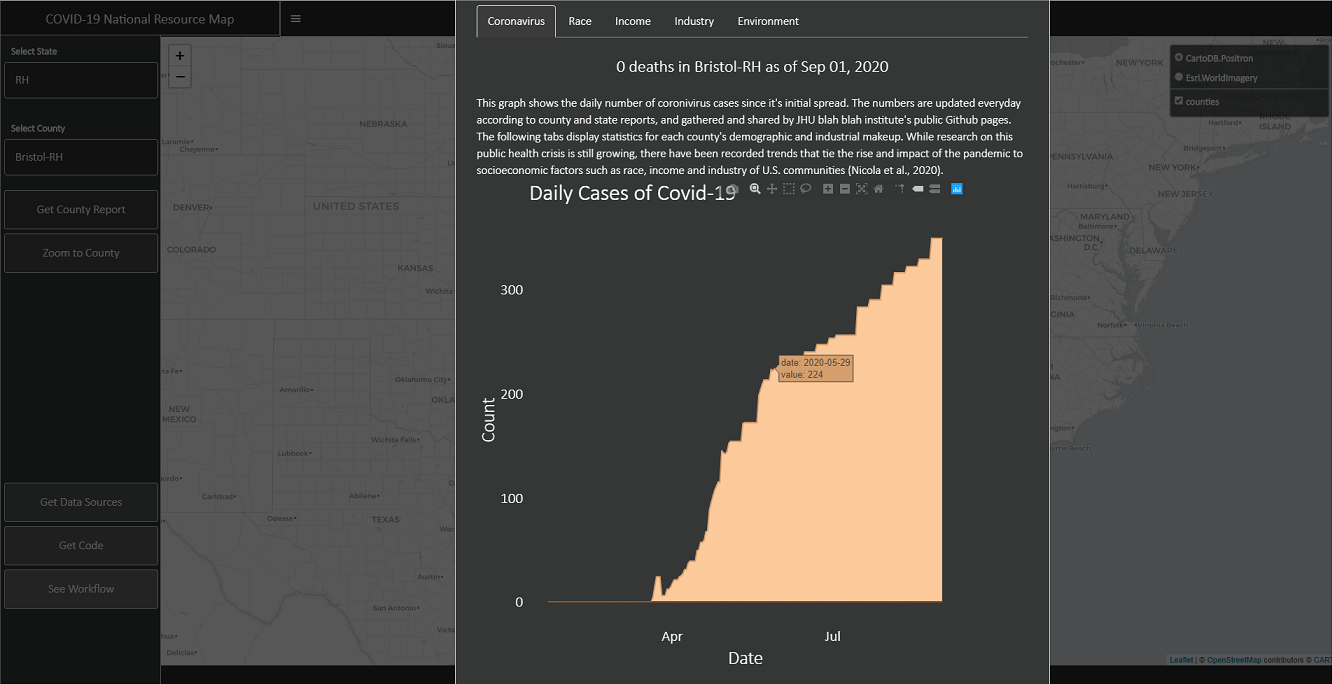 COVID-19 National Resource Map
Select State
RH
Select County
Bristol-RH
Get County Report
Zoom to County
Get Data Sources
Get Code
See Workflow
+
−
NEBRASKA
Laramie
Cheyenne
DENVER
UNITED STATES
COLORADO
KANSAS
Wichita
Amarillo
Oklahoma City
NEW
MEXICO
Wichita Falls
Lubbock
Carlsbad
Abilene
Odessa
TEXAS
Austin
San Antonio
Delicias
Coronavirus Race Income Industry Environment
0 deaths in Bristol-RH as of Sep 01, 2020
This graph shows the daily number of coronivirus cases since it's initial spread. The numbers are updated everyday
according to county and state reports, and gathered and shared by JHU blah blah institute's public Github pages.
The following tabs display statistics for each county's demographic and industrial makeup. While research on this
public health crisis is still growing, there have been recorded trends that tie the rise and impact of the pandemic to
socioeconomic factors such as race, income and industry of U.S. communities (Nicola et al., 2020).
Daily Cases of Covid-19
300
200
100
0
Count
date: 2020-05-29
value: 224
Apr
Jul
Date
NEW YORK
CartoDB.Positron
Esri.WorldImagery
counties
Hartford
RHODE
ISLAND
Bridgeport
PENNSYLVANIA
NEW YORK
Harrisburg
NEW JERSEY
MARYLAND
Baltimore
ASHINGTON,
D.C.
DELAWARE
Richmond
GINIA
Norfolk
Virginia Beach
Leaflet | © OpenStreetMap contributors © CART